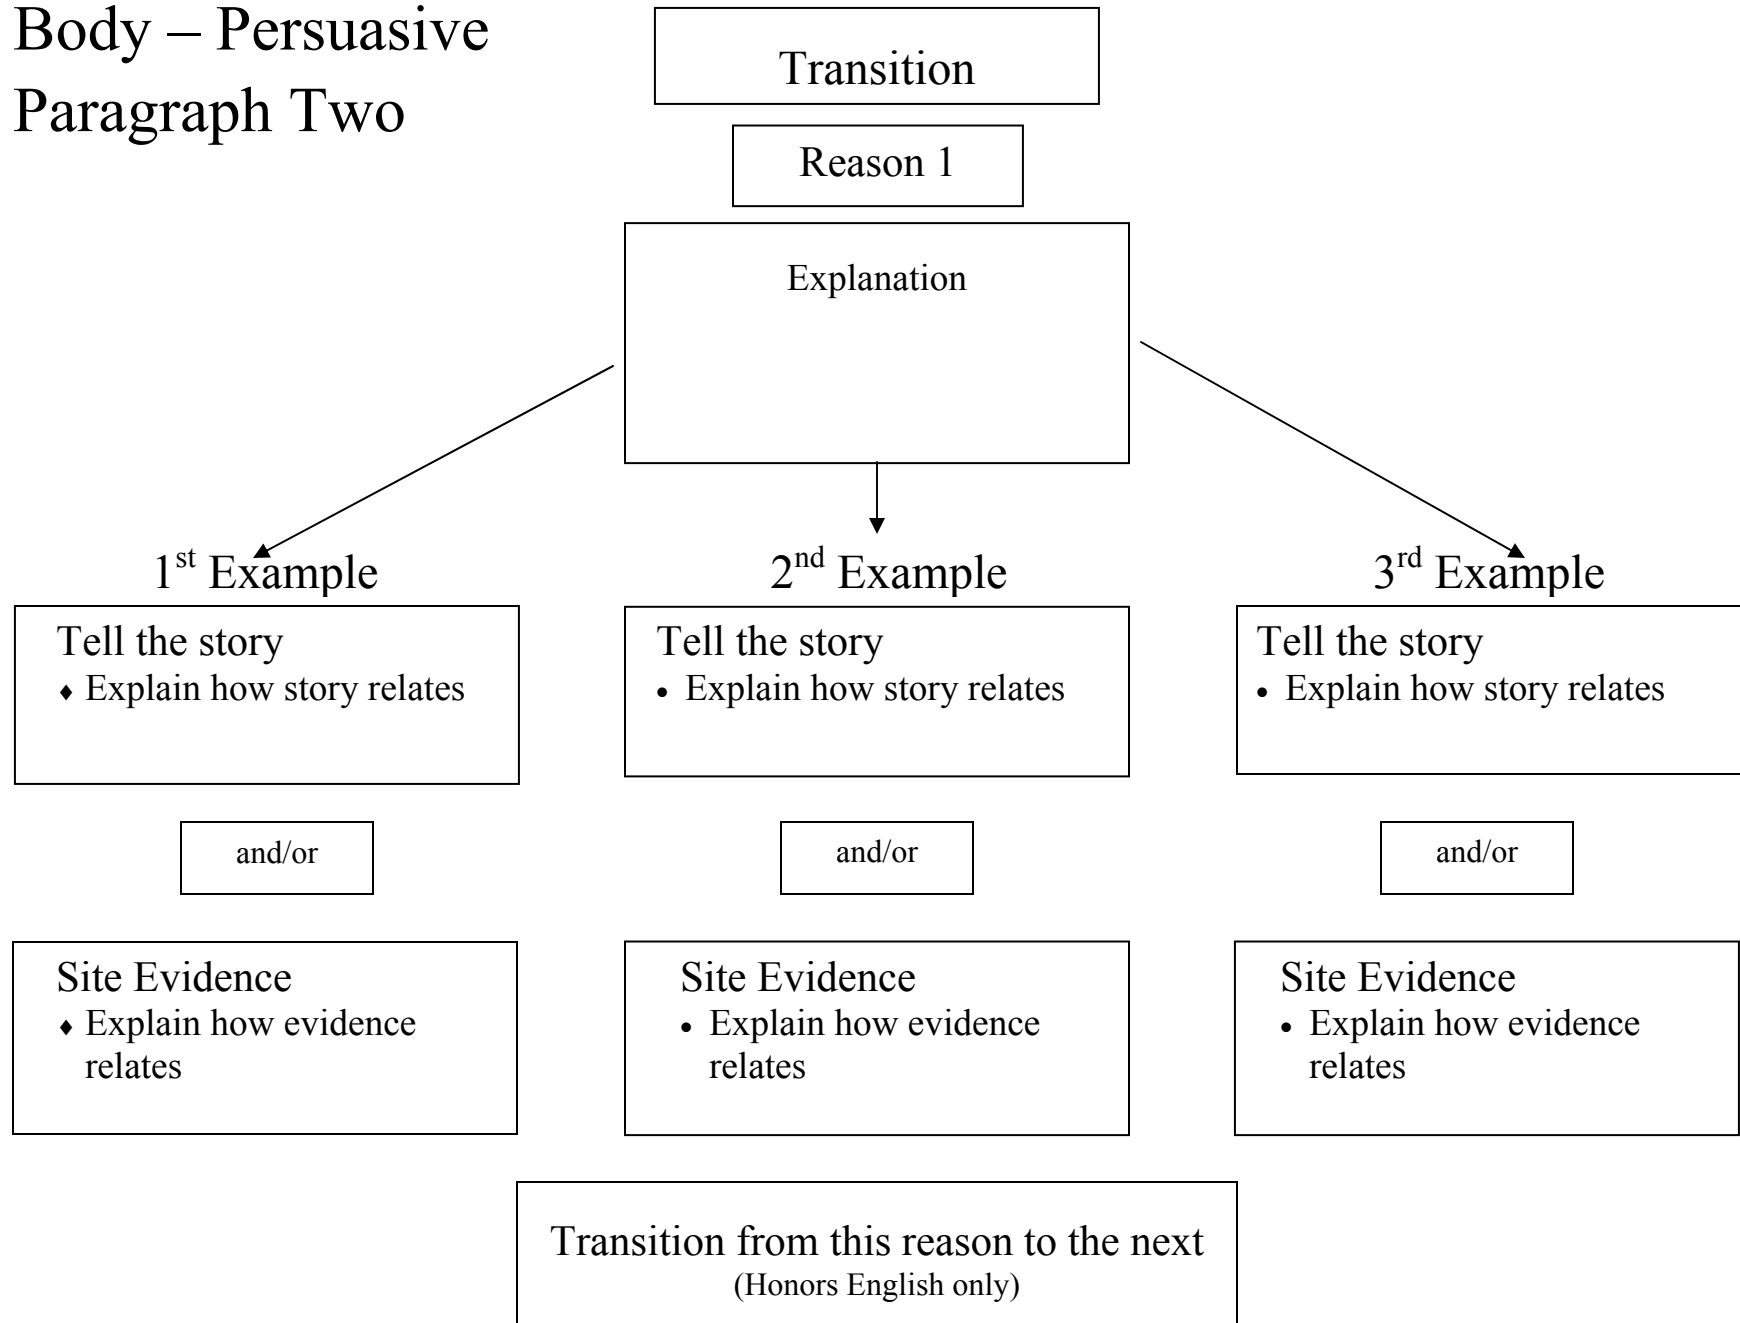 Body – Persuasive
Paragraph Two
Transition
Reason 1
Explanation
1st Example
2nd Example
3rd Example
Tell the story
♦ Explain how story relates
Tell the story
• Explain how story relates
Tell the story
• Explain how story relates
and/or
and/or
and/or
Site Evidence
♦ Explain how evidence
relates
Site Evidence
• Explain how evidence
relates
Site Evidence
• Explain how evidence
relates
Transition from this reason to the next
(Honors English only)